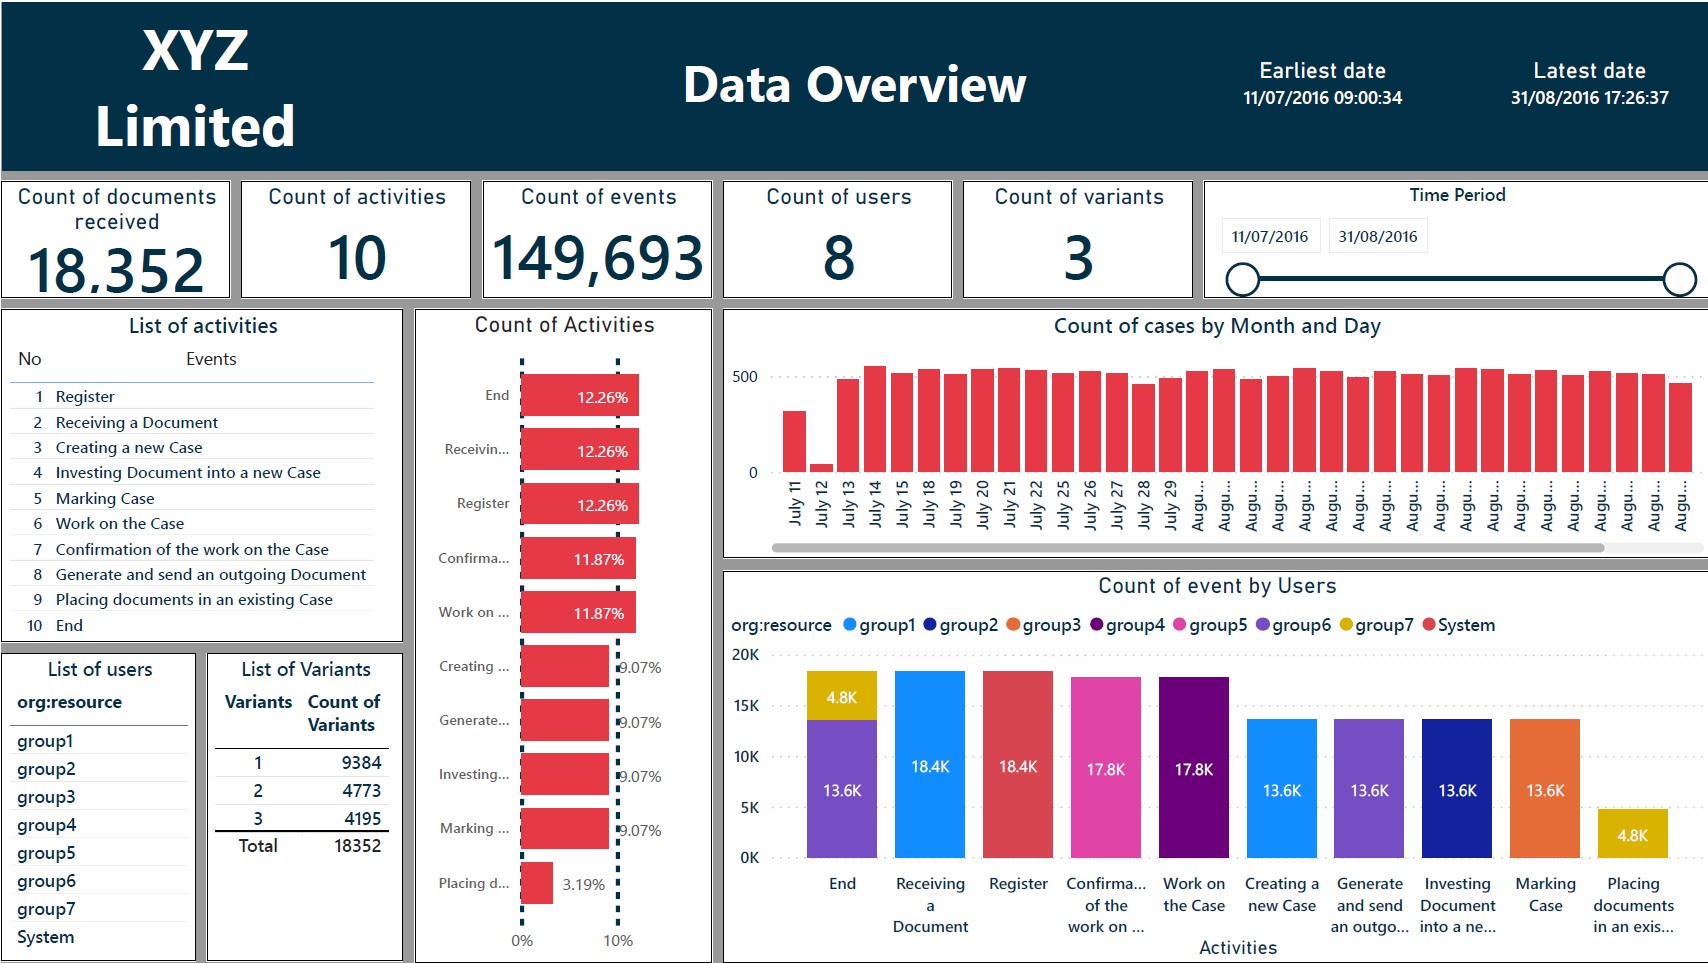 XYZ
Limited
Data Overview
Earliest date
11/07/2016 09:00:34
Latest date
31/08/2016 17:26:37
Count of documents
received
18,352
Count of activities
10
Count of events
149,693
Count of users
8
Count of variants
3
Time Period
11/07/2016 31/08/2016
List of activities
No Events
1 Register
2 Receiving a Document
3 Creating a new Case
4 Investing Document into a new Case
5 Marking Case
6 Work on the Case
7 Confirmation of the work on the Case
8 Generate and send an outgoing Document
9 Placing documents in an existing Case
10 End
List of users
org:resource
group1
group2
group3
group4
group5
group6
group7
System
List of Variants
Variants Count of
Variants
1 9384
2 4773
3 4195
Total 18352
Count of Activities
End 12.26%
Receivin... 12.26%
Register 12.26%
Confirma... 11.87%
Work on ... 11.87%
Creating ... 9.07%
Generate... 9.07%
Investing... 9.07%
Marking ... 9.07%
Placing d... 3.19%
0% 10%
Count of cases by Month and Day
500
0
July 11 July 12 July 13 July 14 July 15 July 18 July 19 July 20 July 21 July 22 July 25 July 26 July 27 July 28 July 29 Augu... Augu... Augu... Augu... Augu... Augu... Augu... Augu... Augu... Augu... Augu... Augu... Augu... Augu... Augu... Augu... Augu... Augu... Augu...
Count of event by Users
org:resource group1 group2 group3 group4 group5 group6 group7 System
20K
15K
10K
5K
0K
4.8K
13.6K 18.4K 18.4K 17.8K 17.8K 13.6K 13.6K 13.6K 13.6K 4.8K
End Receiving Register Confirma... Work on Creating a Generate Investing Marking Placing
a of the the Case new Case and send Document Case documents
Document work on ... an outgo... into a ne... in an exis...
Activities